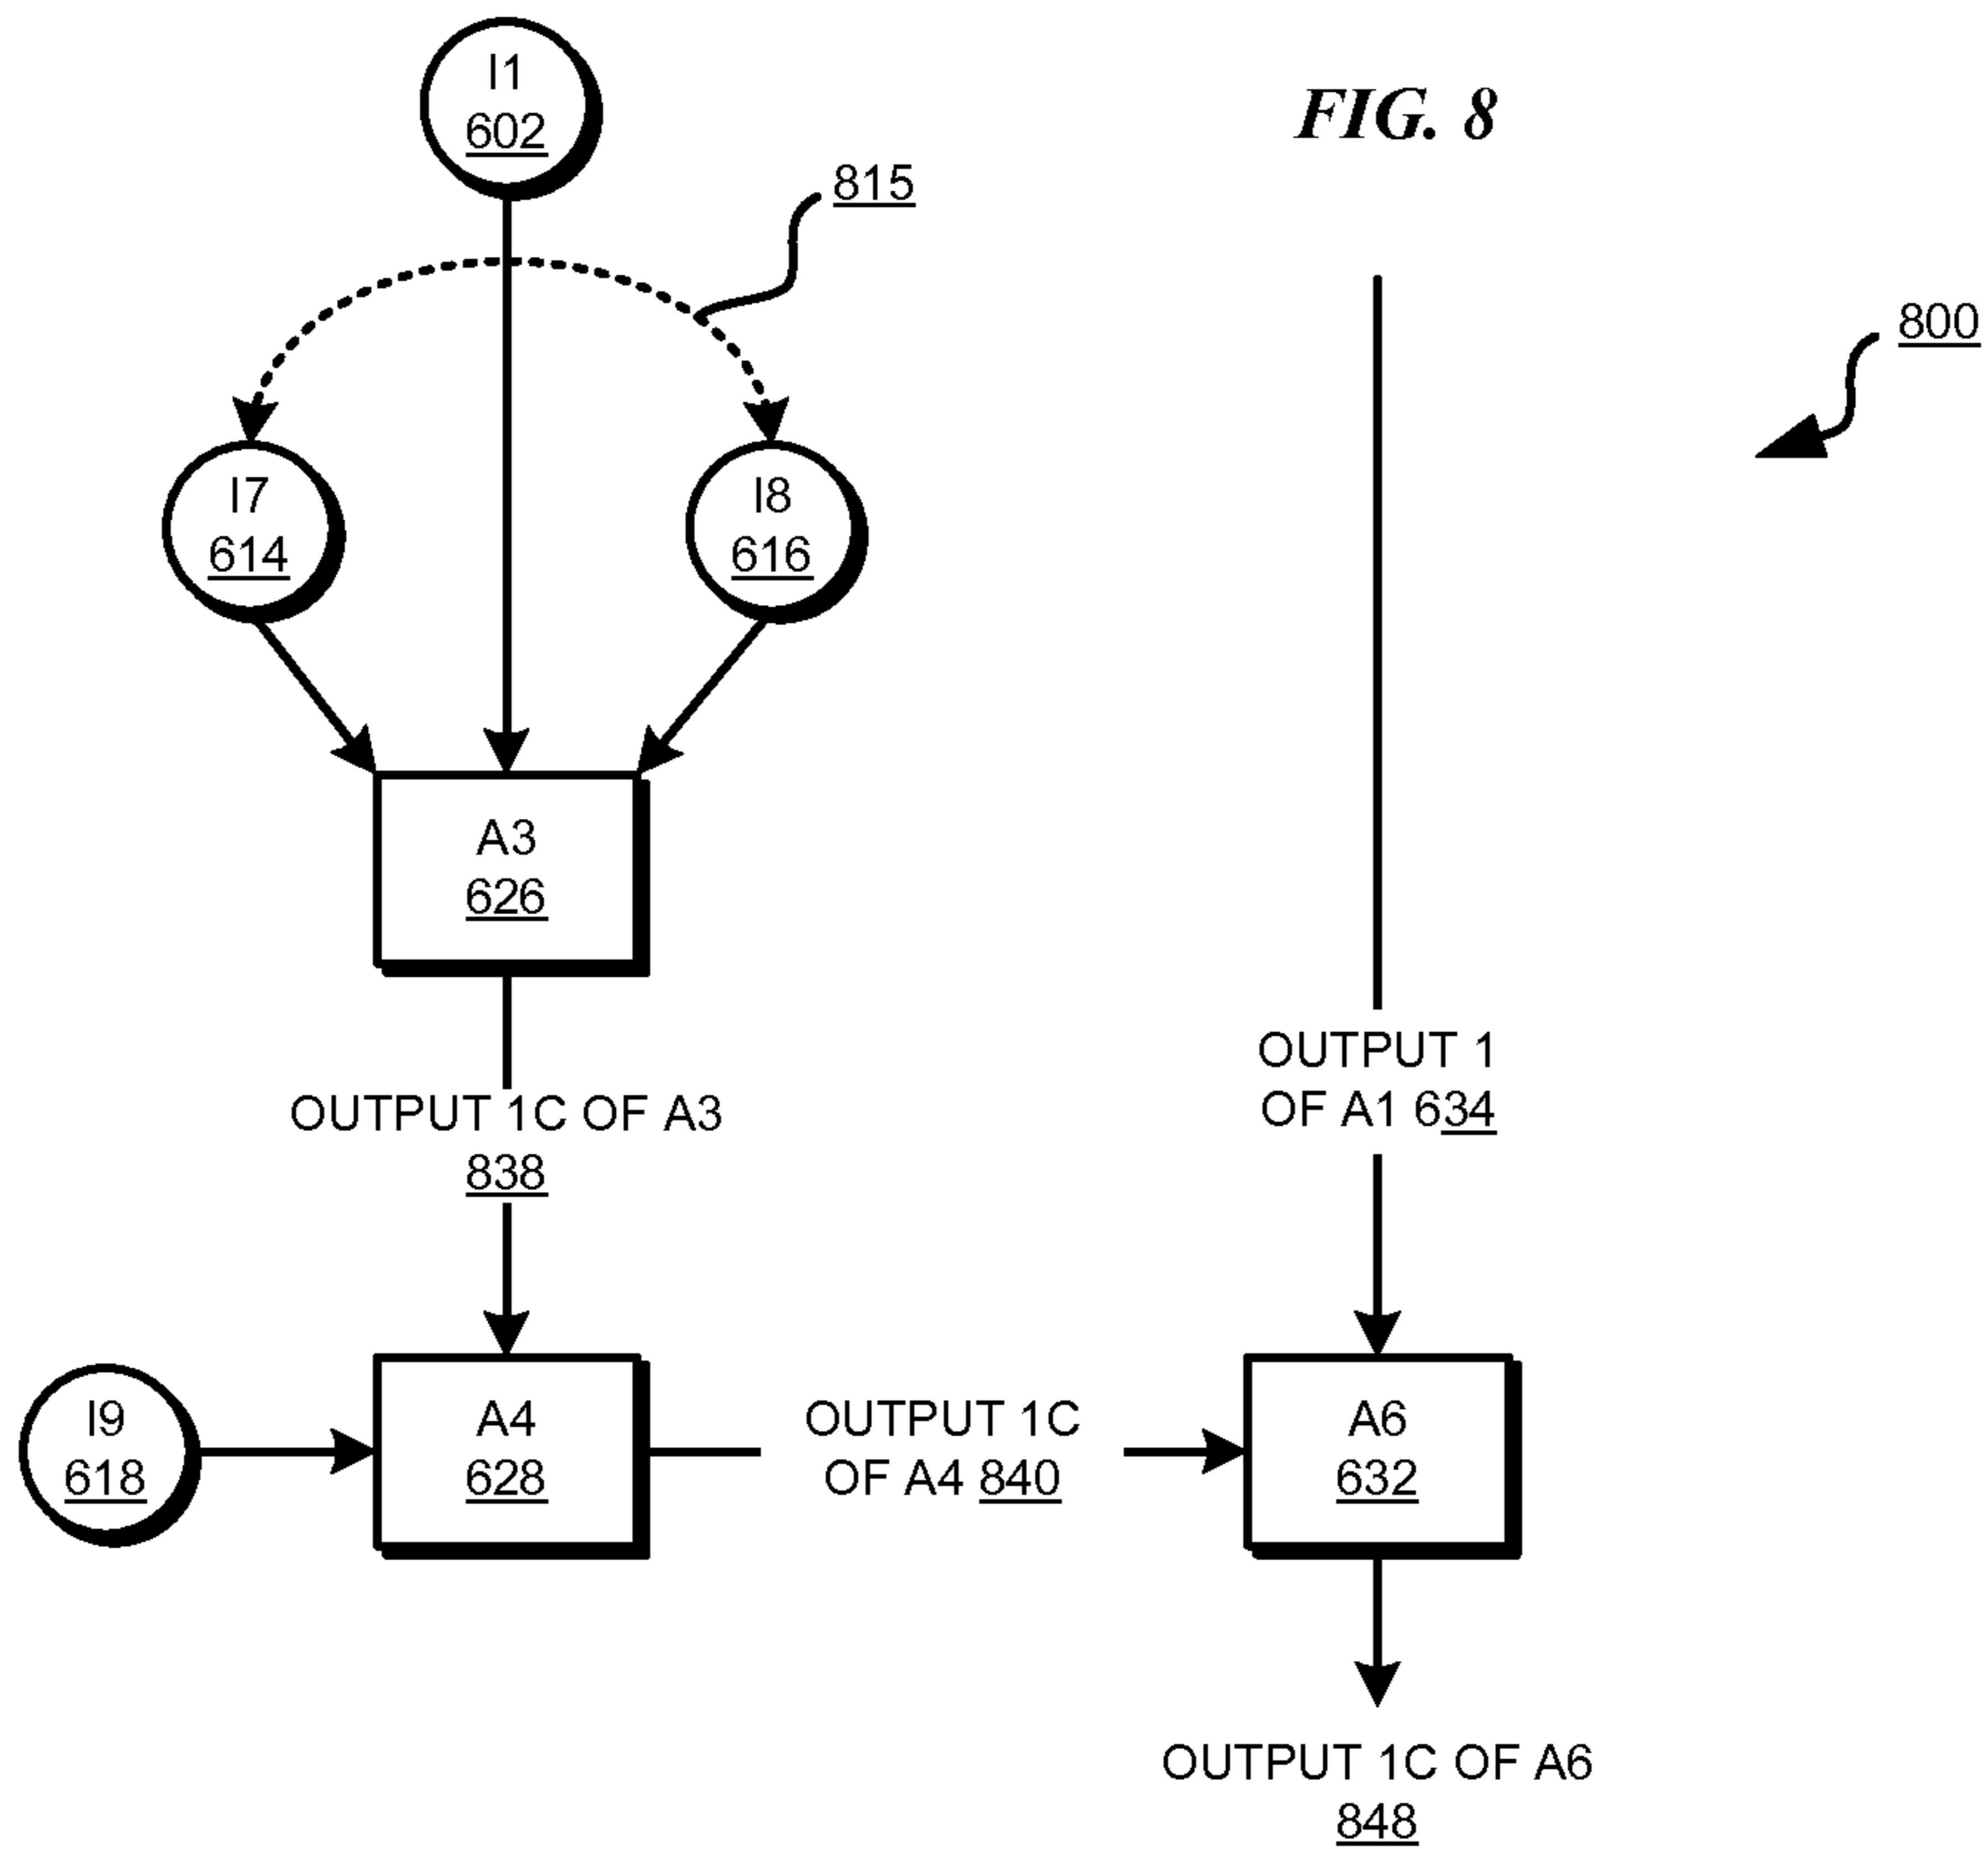 I1
602
FIG. 8
815
800
I7
614
I8
616
A3
626
OUTPUT 1
OF A1 634
OUTPUT 1C OF A3
838
I9
618
A4
628
OUTPUT 1C
OF A4 840
A6
632
OUTPUT 1C OF A6
848